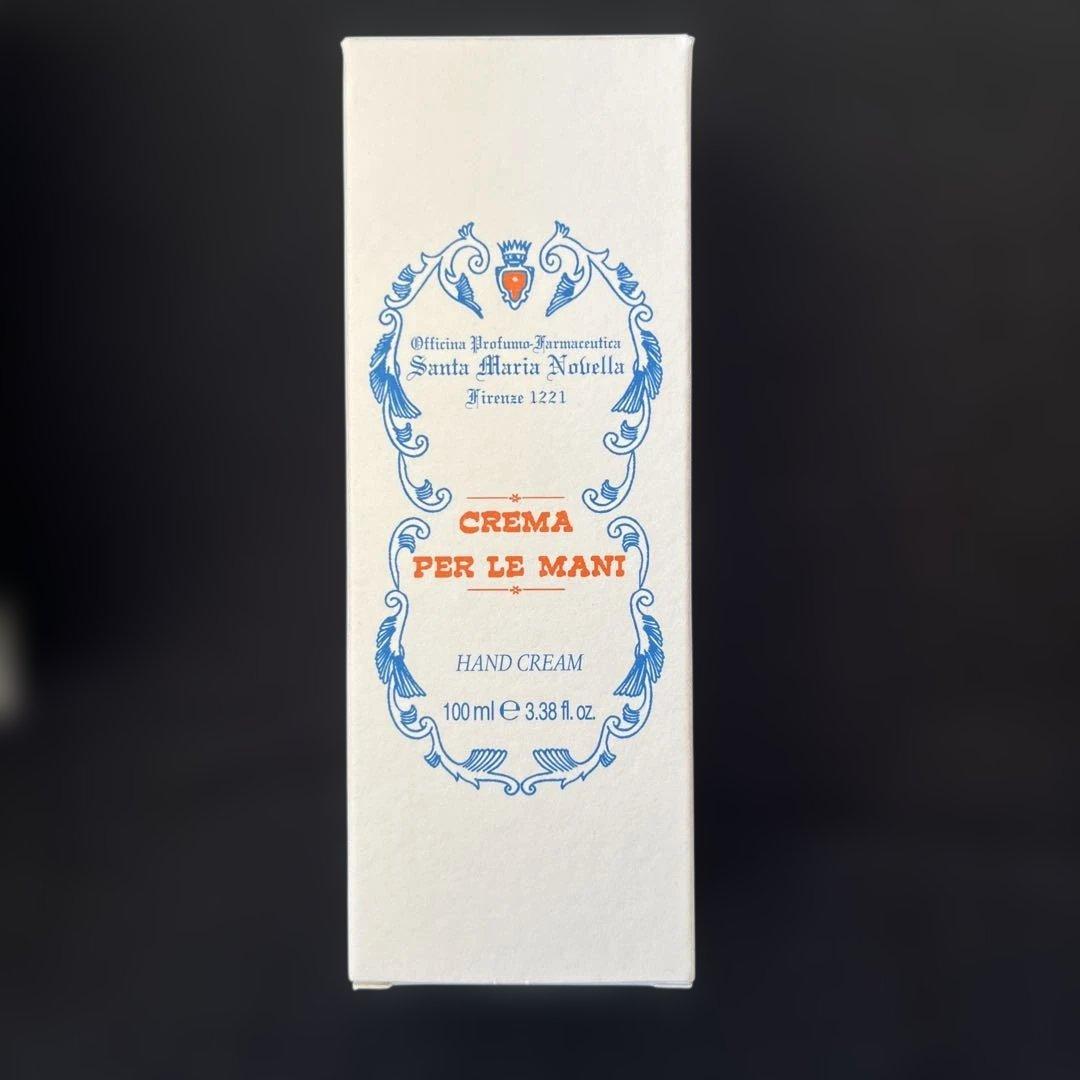 Officina Profumo-Farmaceutica
Santa Maria Novella
Firenze 1221
CREMA
PER LE MANI
HAND CREAM
100 ml ℮ 3.38 fl. oz.